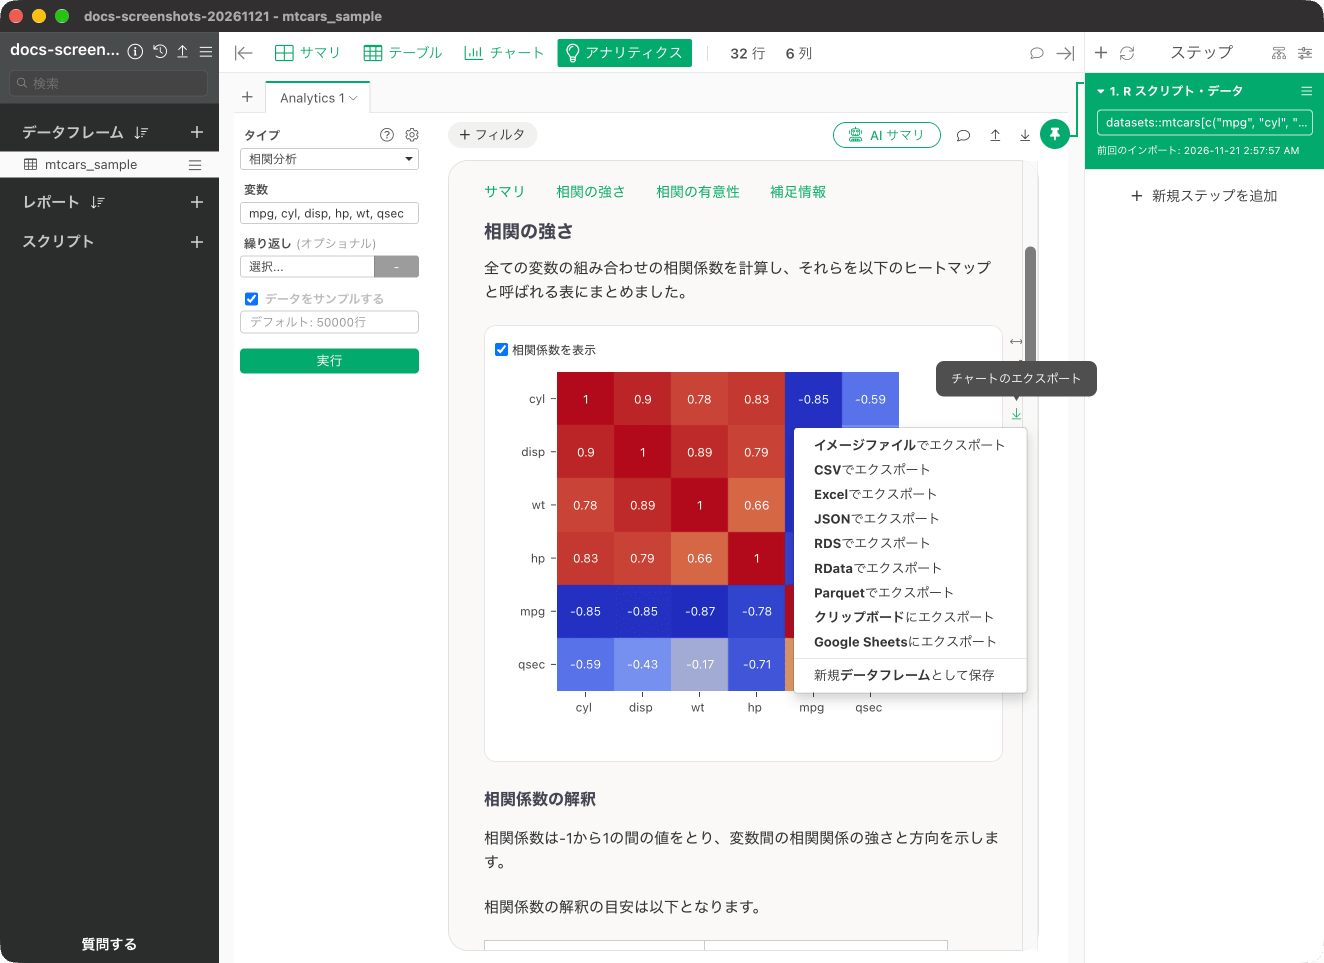 docs-screenshots-20261121 - mtcars_sample
docs-screen...
検索
データフレーム
mtcars_sample
レポート
スクリプト
質問する
サマリ
テーブル
チャート
アナリティクス
32 行
6 列
Analytics 1
タイプ
相関分析
変数
mpg, cyl, disp, hp, wt, qsec
繰り返し (オプショナル)
選択...
-
データをサンプルする
デフォルト: 50000行
実行
+ フィルタ
AI サマリ
サマリ
相関の強さ
相関の有意性
補足情報
相関の強さ
全ての変数の組み合わせの相関係数を計算し、それらを以下のヒートマップ
と呼ばれる表にまとめました。
相関係数を表示
チャートのエクスポート
cyl 1 0.9 0.78 0.83 -0.85 -0.59
disp 0.9 1 0.89 0.79
wt 0.78 0.89 1 0.66
hp 0.83 0.79 0.66 1
mpg -0.85 -0.85 -0.87 -0.78
qsec -0.59 -0.43 -0.17 -0.71
cyl disp wt hp mpg qsec
イメージファイルでエクスポート
CSVでエクスポート
Excelでエクスポート
JSONでエクスポート
RDSでエクスポート
RDataでエクスポート
Parquetでエクスポート
クリップボードにエクスポート
Google Sheetsにエクスポート
新規データフレームとして保存
相関係数の解釈
相関係数は-1から1の間の値をとり、変数間の相関関係の強さと方向を示しま
す。
相関係数の解釈の目安は以下となります。
ステップ
1. R スクリプト・データ
datasets::mtcars[c("mpg", "cyl", "...
前回のインポート: 2026-11-21 2:57:57 AM
+ 新規ステップを追加